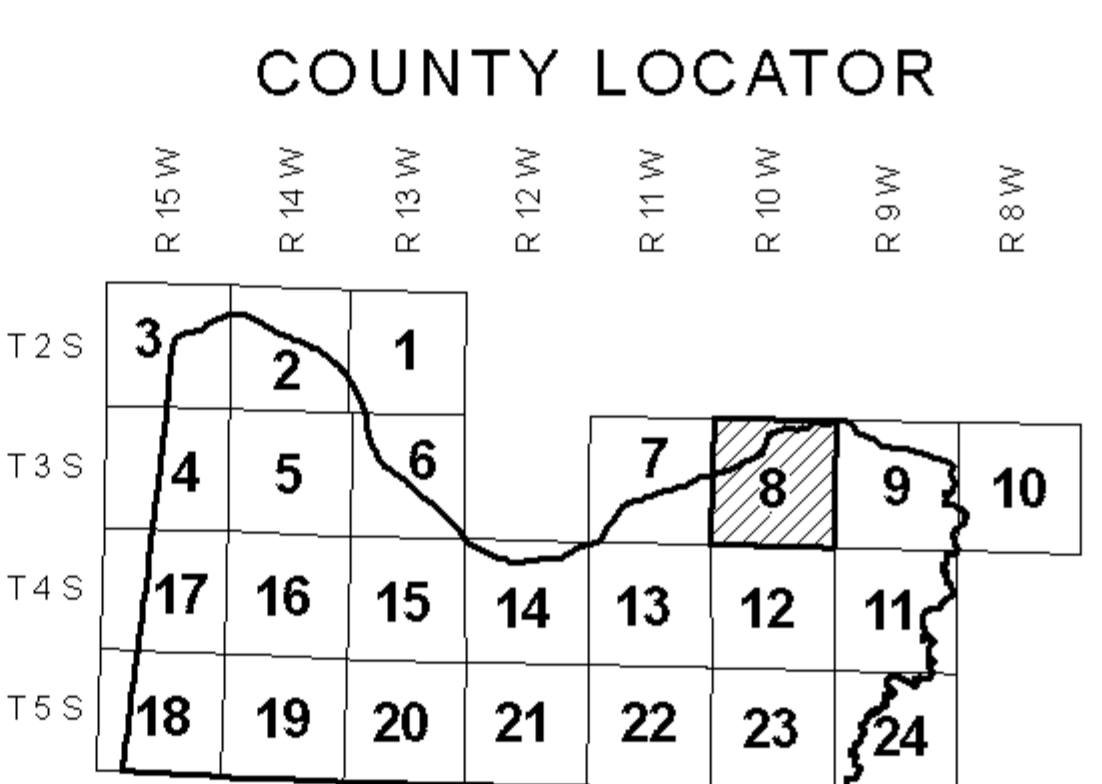 COUNTY LOCATOR
R 15 W R 14 W R 13 W R 12 W R 11 W R 10 W R 9 W R 8 W
T 2 S 3 2 1
T 3 S 4 5 6 7 8 9 10
T 4 S 17 16 15 14 13 12 11
T 5 S 18 19 20 21 22 23 24